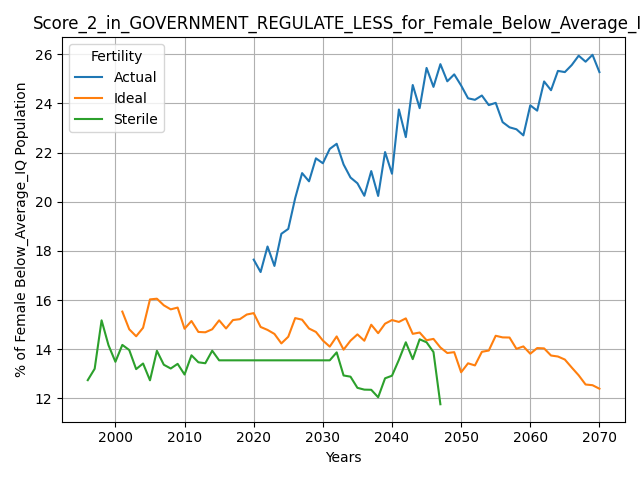 Score_2_in_GOVERNMENT_REGULATE_LESS_for_Female_Below_Average_I
Fertility
Actual
Ideal
Sterile
% of Female Below_Average_IQ Population
26
24
22
20
18
16
14
12
2000 2010 2020 2030 2040 2050 2060 2070
Years